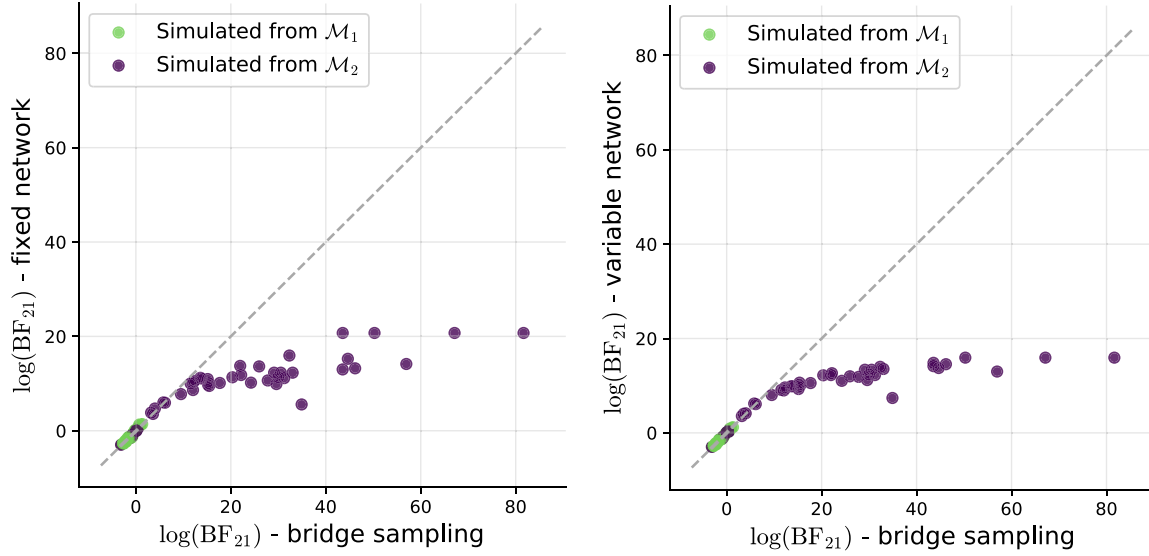 Simulated from M₁
Simulated from M₂
80
60
40
20
0
log(BF₂₁) - fixed network
0 20 40 60 80
log(BF₂₁) - bridge sampling
Simulated from M₁
Simulated from M₂
80
60
40
20
0
log(BF₂₁) - variable network
0 20 40 60 80
log(BF₂₁) - bridge sampling